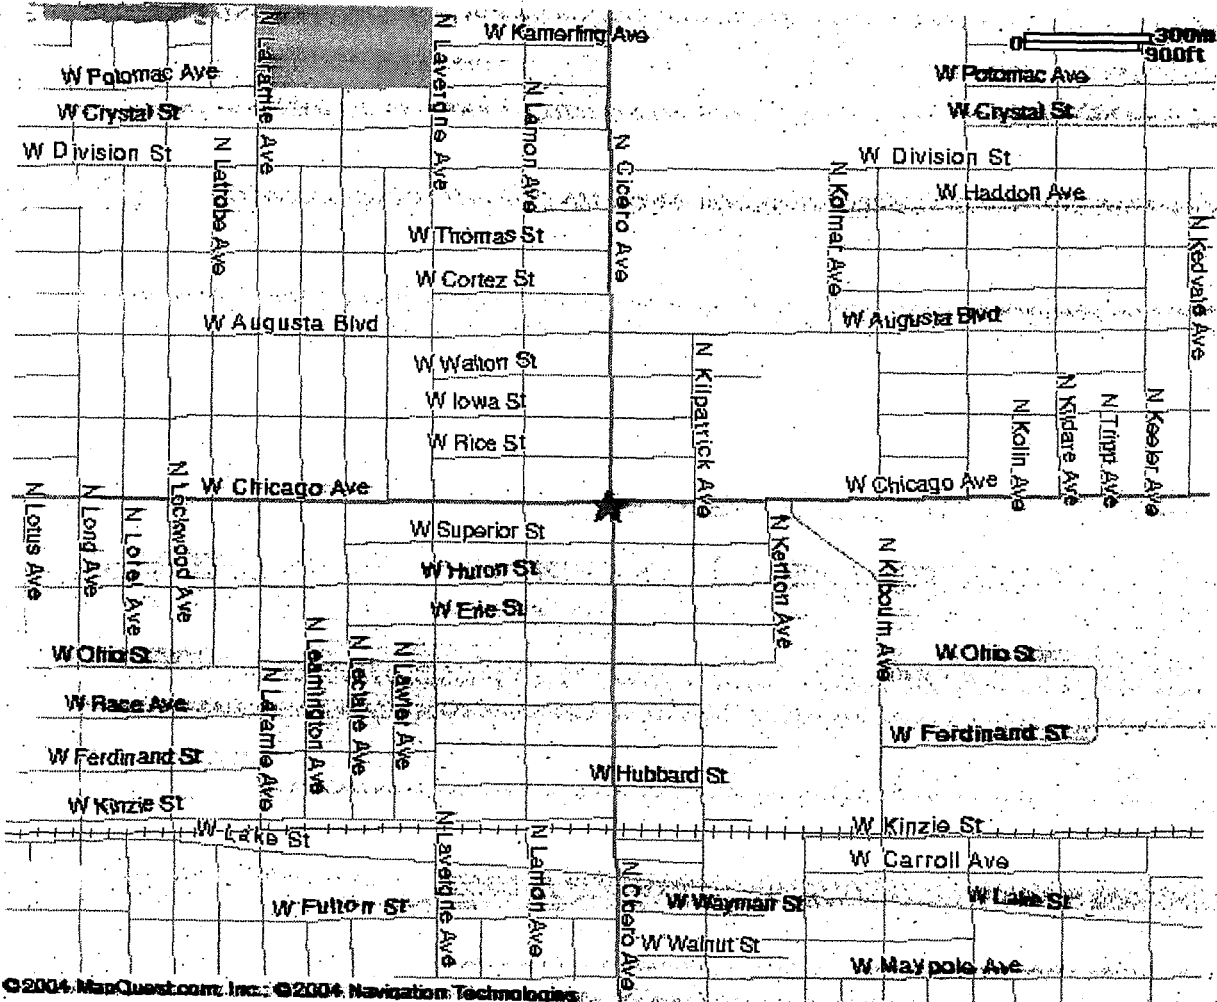 W Kamerling Ave
0 300m
900ft
W Potomac Ave
W Potomac Ave
W Crystal St
W Crystal St
N Laramie Ave
N Lavergne Ave
N Lamon Ave
W Division St
W Division St
N Latrobe Ave
N Cicero Ave
N Kolmar Ave
W Haddon Ave
N Kedvale Ave
W Thomas St
W Cortez St
W Augusta Blvd
W Augusta Blvd
W Walton St
N Kilpatrick Ave
W Iowa St
N Kolin Ave
N Kildare Ave
N Tripp Ave
N Keeler Ave
W Rice St
W Chicago Ave
W Chicago Ave
N Lotus Ave
N Long Ave
N Lorel Ave
N Lockwood Ave
W Superior St
N Kenton Ave
N Kilbourn Ave
W Huron St
W Erie St
W Ohio St
W Ohio St
N Laramie Ave
N Leamington Ave
N Leclaire Ave
N Lawler Ave
W Race Ave
W Ferdinand St
W Ferdinand St
W Hubbard St
W Kinzie St
W Kinzie St
W Lake St
N Lavergne Ave
N Lamon Ave
N Cicero Ave
W Carroll Ave
W Fulton St
W Wayman St
W Lake St
W Walnut St
W Maypole Ave
©2004 MapQuest.com, Inc.; ©2004 Navigation Technologies